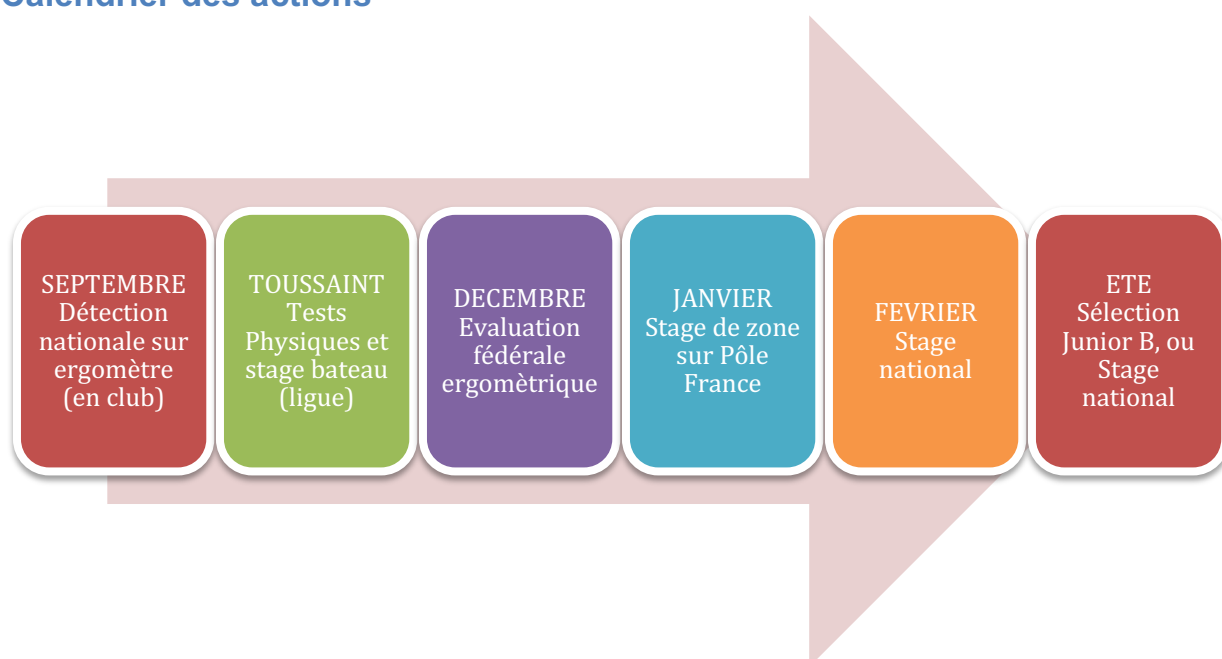 Calendrier des actions
SEPTEMBRE
Détection
nationale sur
ergomètre
(en club)
TOUSSAINT
Tests
Physiques et
stage bateau
(ligue)
DECEMBRE
Evaluation
fédérale
ergomètrique
JANVIER
Stage de zone
sur Pôle
France
FEVRIER
Stage
national
ETE
Sélection
Junior B, ou
Stage
national